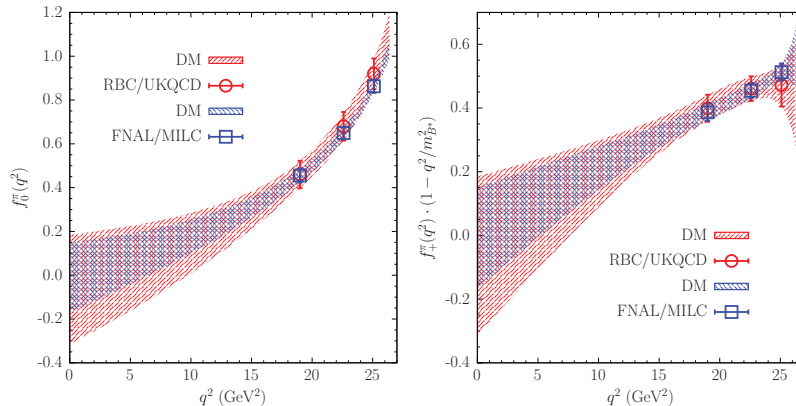 1.2
1.0
0.8
0.6
0.4
0.2
0.0
-0.2
-0.4
f₀^π(q²)
DM
RBC/UKQCD
DM
FNAL/MILC
0 5 10 15 20 25
q² (GeV²)
0.6
0.4
0.2
0.0
-0.2
-0.4
f₊^π(q²) · (1 − q²/m²_{B*})
DM
RBC/UKQCD
DM
FNAL/MILC
0 5 10 15 20 25
q² (GeV²)